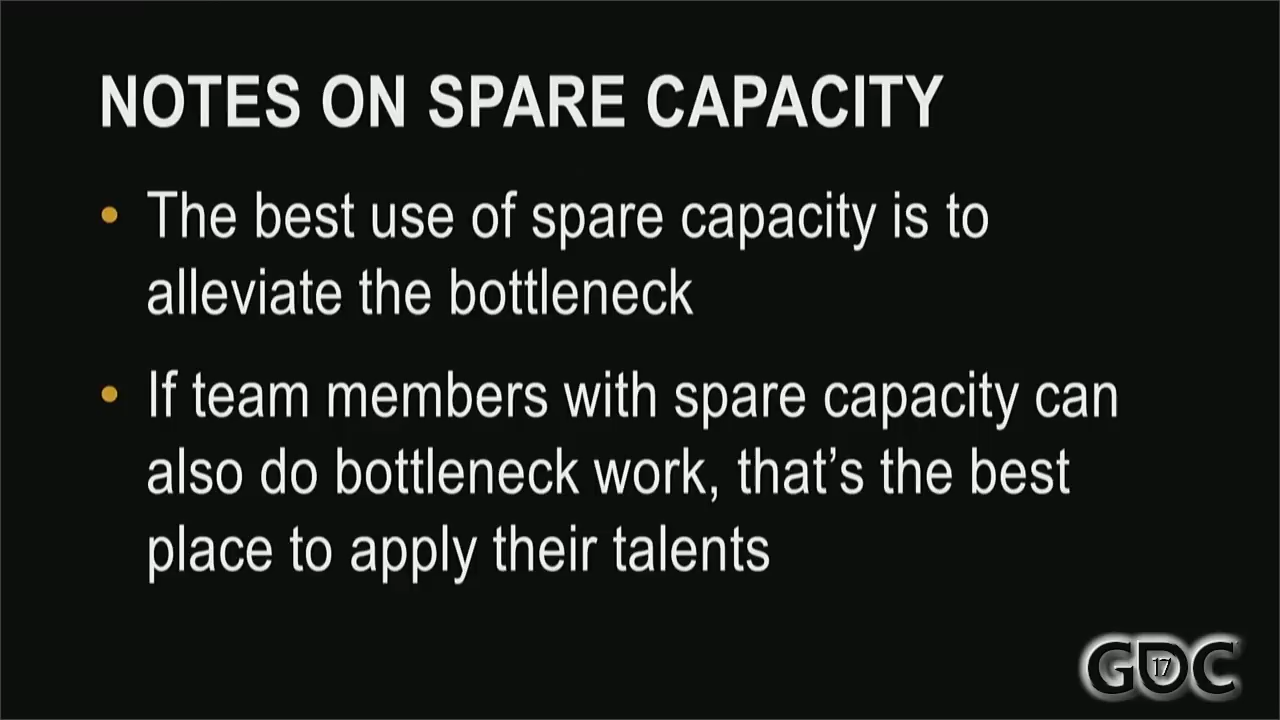 NOTES ON SPARE CAPACITY
• The best use of spare capacity is to
alleviate the bottleneck
• If team members with spare capacity can
also do bottleneck work, that’s the best
place to apply their talents
GDC
17